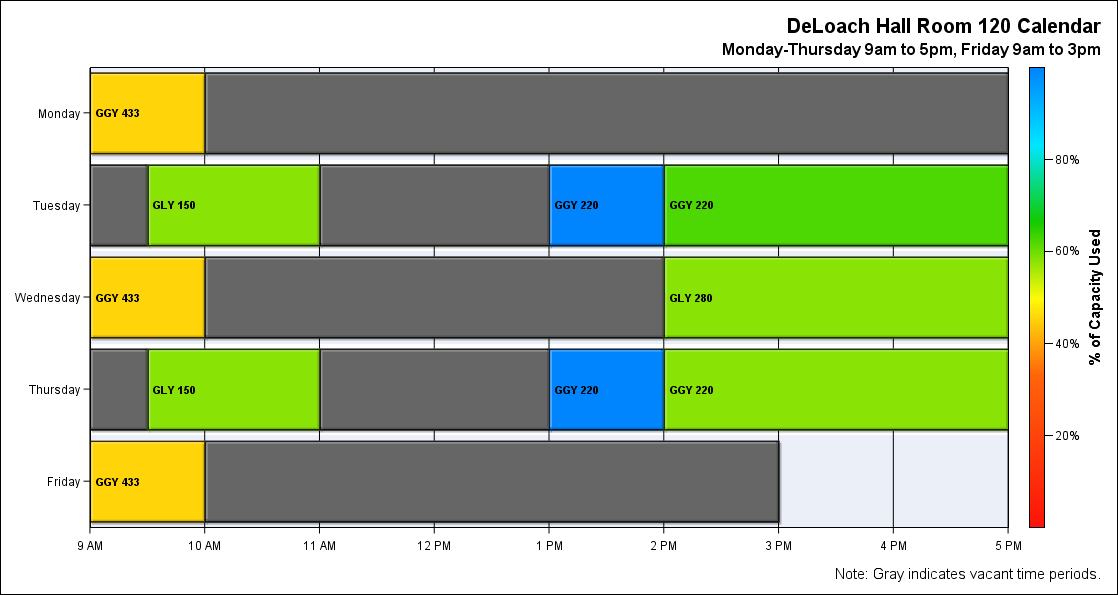 DeLoach Hall Room 120 Calendar
Monday-Thursday 9am to 5pm, Friday 9am to 3pm
Monday
GGY 433
Tuesday
GLY 150
GGY 220
GGY 220
Wednesday
GGY 433
GLY 280
Thursday
GLY 150
GGY 220
GGY 220
Friday
GGY 433
9 AM
10 AM
11 AM
12 PM
1 PM
2 PM
3 PM
4 PM
5 PM
80%
60%
40%
20%
% of Capacity Used
Note: Gray indicates vacant time periods.